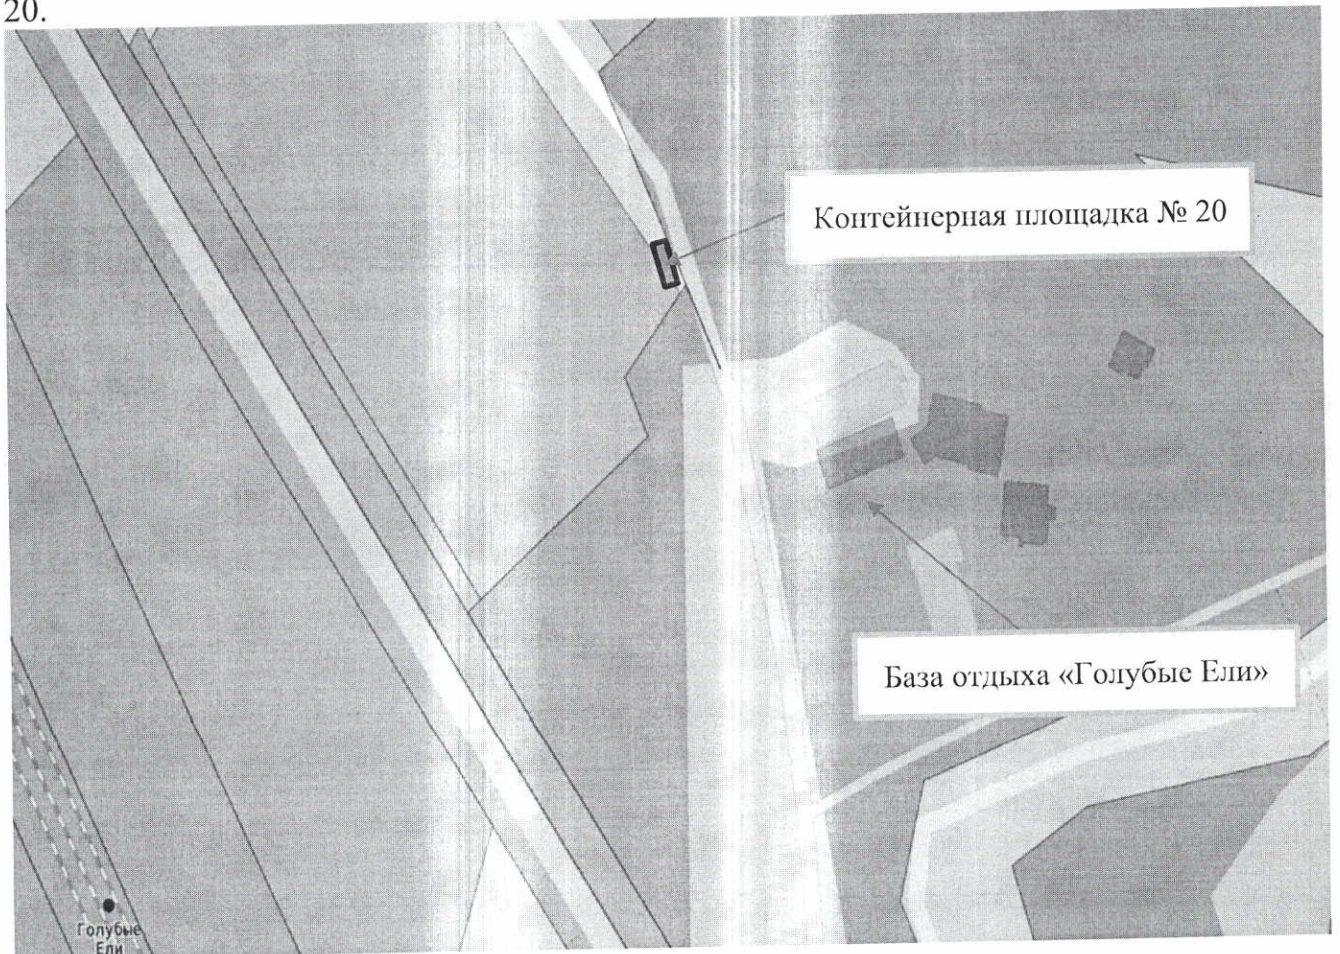 20.
Контейнерная площадка № 20
База отдыха «Голубые Ели»
Голубые
Ели